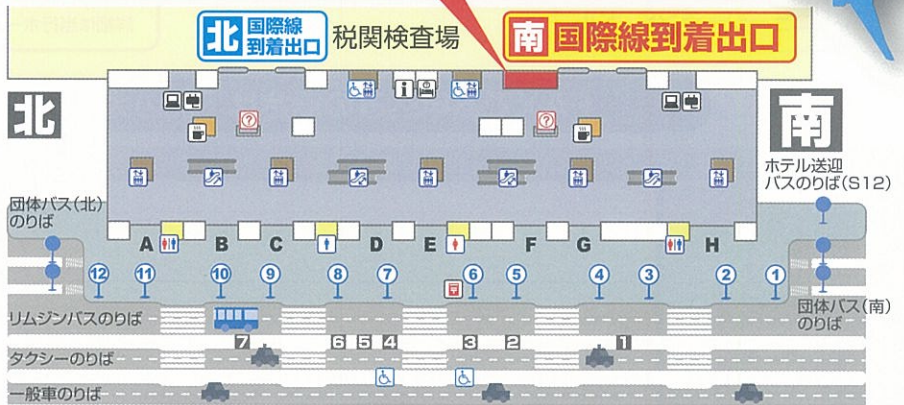 北 国際線
到着出口
税関検査場
南 国際線到着出口
北
南
ホテル送迎
バスのりば(S12)
団体バス(北)
のりば
A B C D E F G H
12 11 10 9 8 7 6 5 4 3 2 1
団体バス(南)
のりば
リムジンバスのりば
7 6 5 4 3 2 1
タクシーのりば
一般車のりば